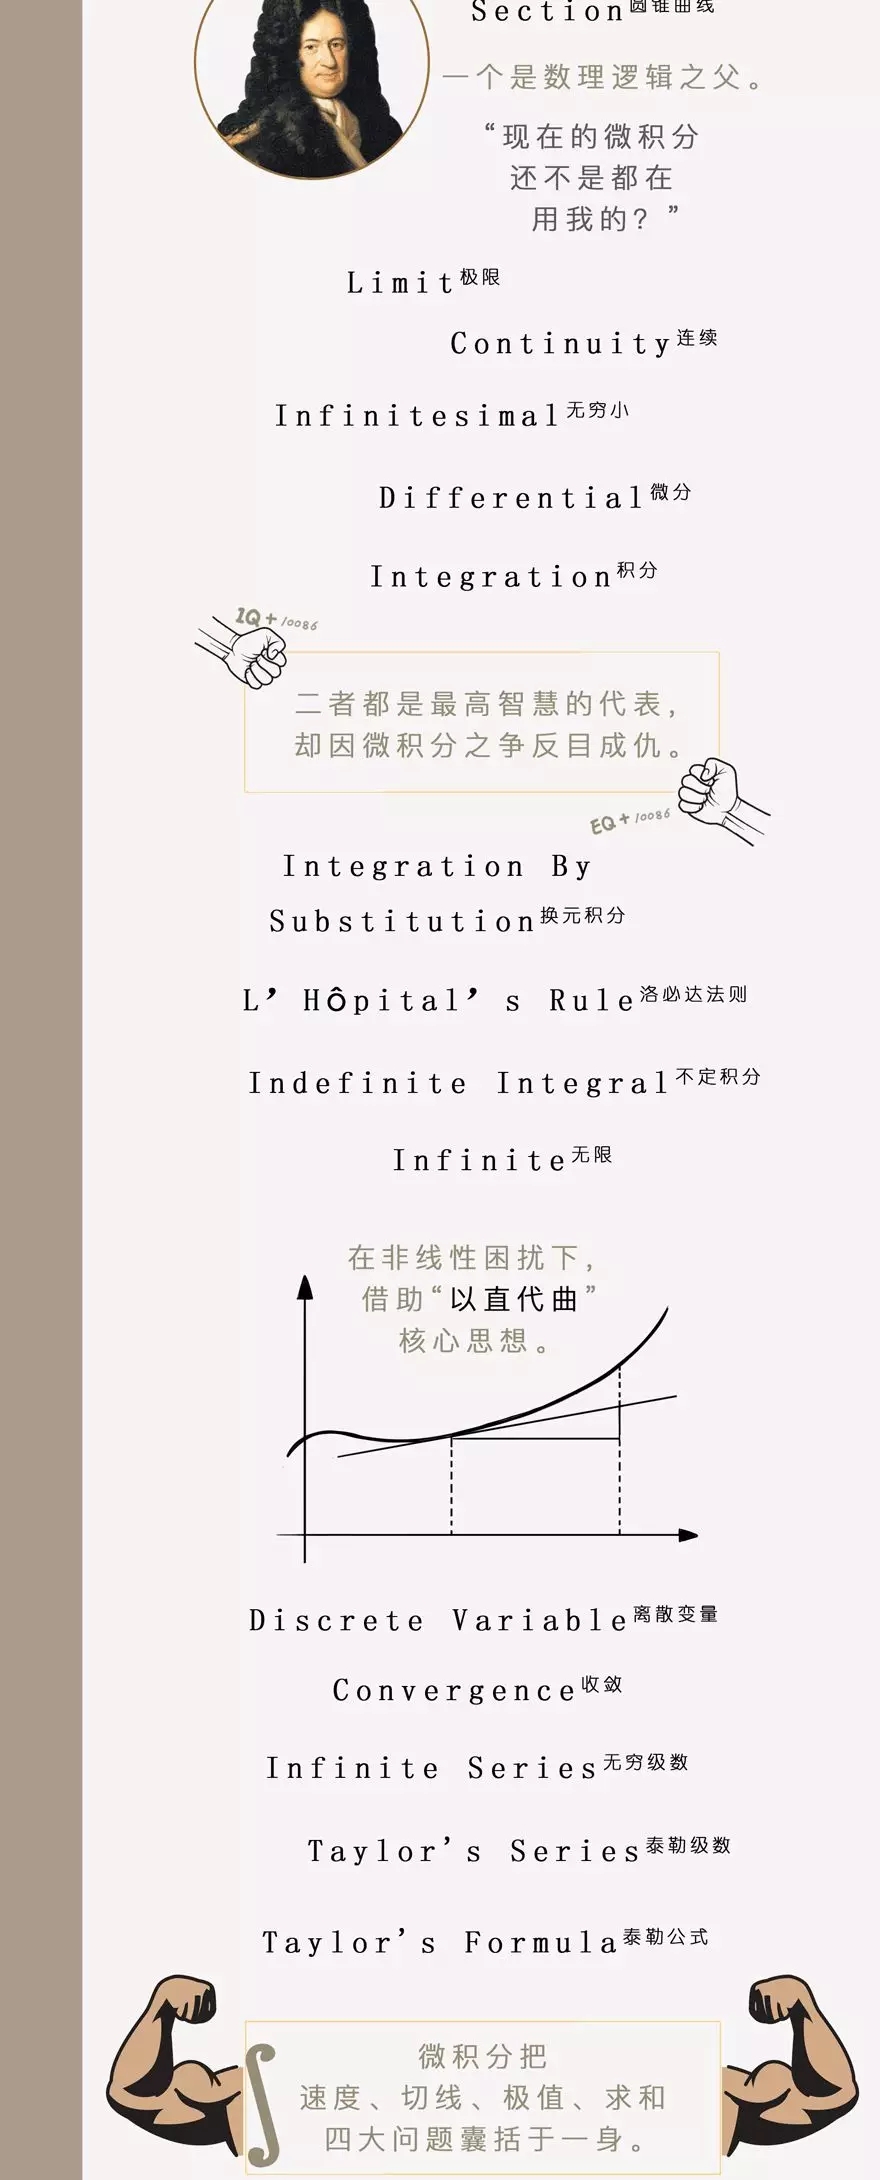 Section圆锥曲线
一个是数理逻辑之父。
“现在的微积分
还不是都在
用我的？”
Limit极限
Continuity连续
Infinitesimal无穷小
Differential微分
Integration积分
IQ+10086
二者都是最高智慧的代表，
却因微积分之争反目成仇。
EQ+10086
Integration By
Substitution换元积分
L’Hôpital’s Rule洛必达法则
Indefinite Integral不定积分
Infinite无限
在非线性困扰下，
借助“以直代曲”
核心思想。
Discrete Variable离散变量
Convergence收敛
Infinite Series无穷级数
Taylor’s Series泰勒级数
Taylor’s Formula泰勒公式
∫
微积分把
速度、切线、极值、求和
四大问题囊括于一身。